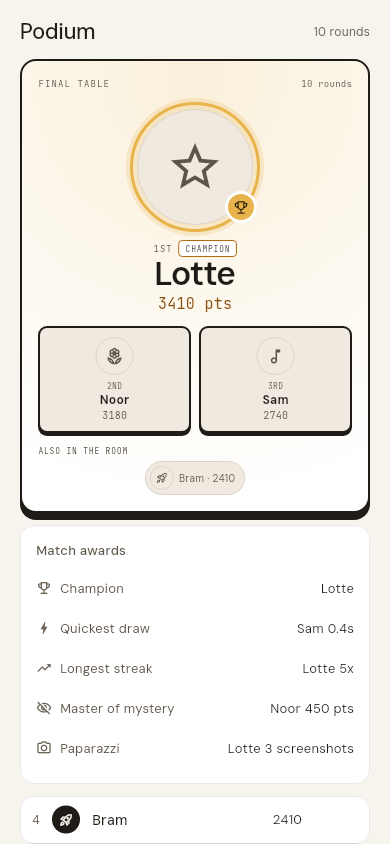 Podium
10 rounds
FINAL TABLE
10 rounds
1ST CHAMPION
Lotte
3410 pts
2ND
Noor
3180
3RD
Sam
2740
ALSO IN THE ROOM
Bram · 2410
Match awards
Champion Lotte
Quickest draw Sam 0.4s
Longest streak Lotte 5x
Master of mystery Noor 450 pts
Paparazzi Lotte 3 screenshots
4 Bram 2410